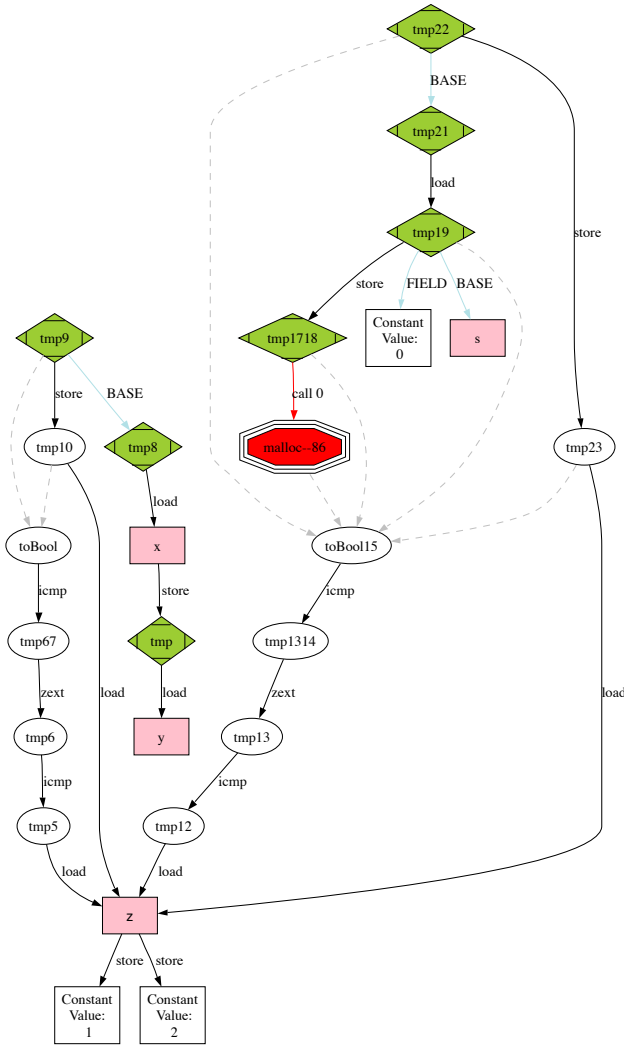 tmp22
BASE
tmp21
load
tmp19
store
store
FIELD
BASE
tmp9
tmp1718
Constant
Value:
0
s
store
BASE
call 0
tmp10
tmp8
malloc--86
tmp23
load
toBool
x
toBool15
icmp
store
icmp
tmp67
tmp
tmp1314
zext
load
load
zext
load
tmp6
y
tmp13
icmp
icmp
tmp5
tmp12
load
load
z
store
store
Constant
Value:
1
Constant
Value:
2